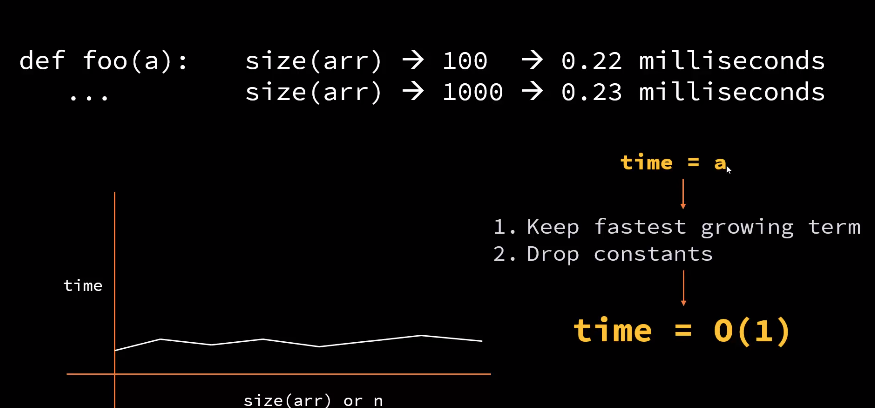 def foo(a): size(arr) → 100 → 0.22 milliseconds
... size(arr) → 1000 → 0.23 milliseconds
time = a
1. Keep fastest growing term
2. Drop constants
time = O(1)
time
size(arr) or n